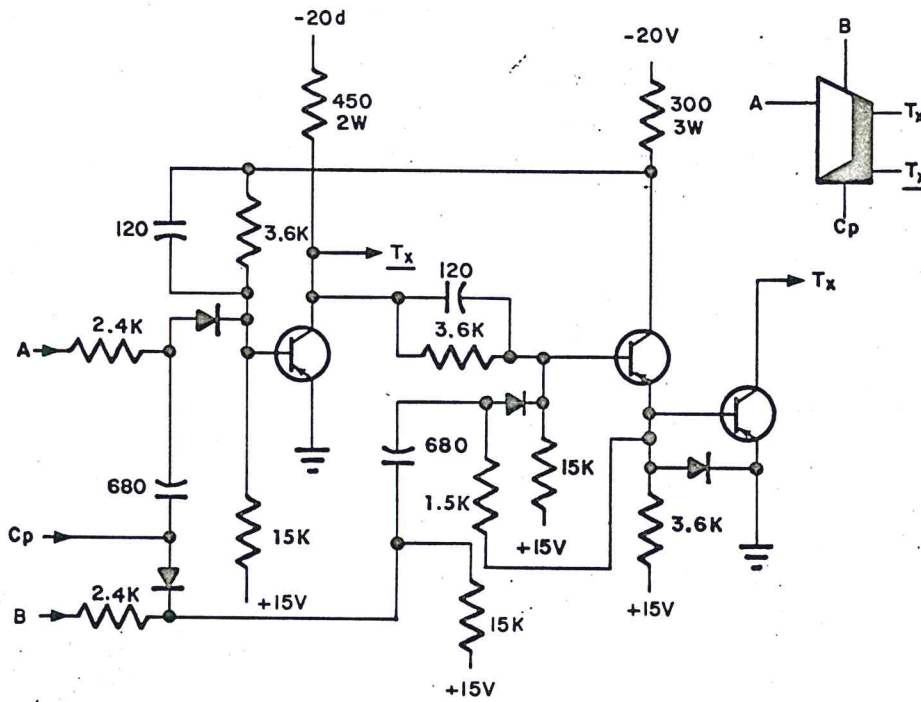 -20d
-20V
B
450
2W
300
3W
A
Tx
120
3.6K
Tx
Tx
120
Cp
Tx
2.4K
3.6K
A
680
15K
680
1.5K
3.6K
Cp
15K
+15V
2.4K
+15V
+15V
B
15K
+15V